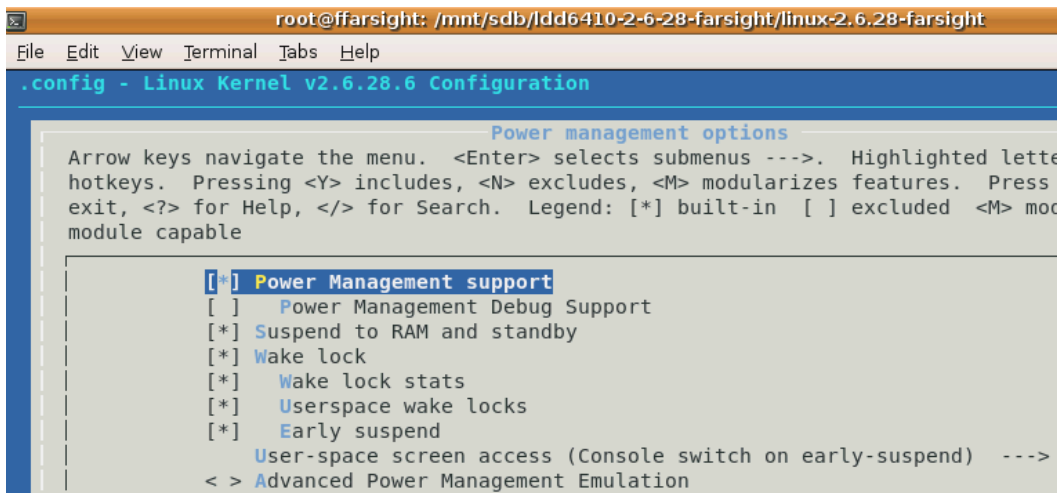 root@ffarsight: /mnt/sdb/ldd6410-2-6-28-farsight/linux-2.6.28-farsight
File Edit View Terminal Tabs Help
.config - Linux Kernel v2.6.28.6 Configuration
Power management options
Arrow keys navigate the menu. <Enter> selects submenus --->. Highlighted lette
hotkeys. Pressing <Y> includes, <N> excludes, <M> modularizes features. Press
exit, <?> for Help, </> for Search. Legend: [*] built-in [ ] excluded <M> mod
module capable
[*] Power Management support
[ ] Power Management Debug Support
[*] Suspend to RAM and standby
[*] Wake lock
[*] Wake lock stats
[*] Userspace wake locks
[*] Early suspend
User-space screen access (Console switch on early-suspend) --->
< > Advanced Power Management Emulation